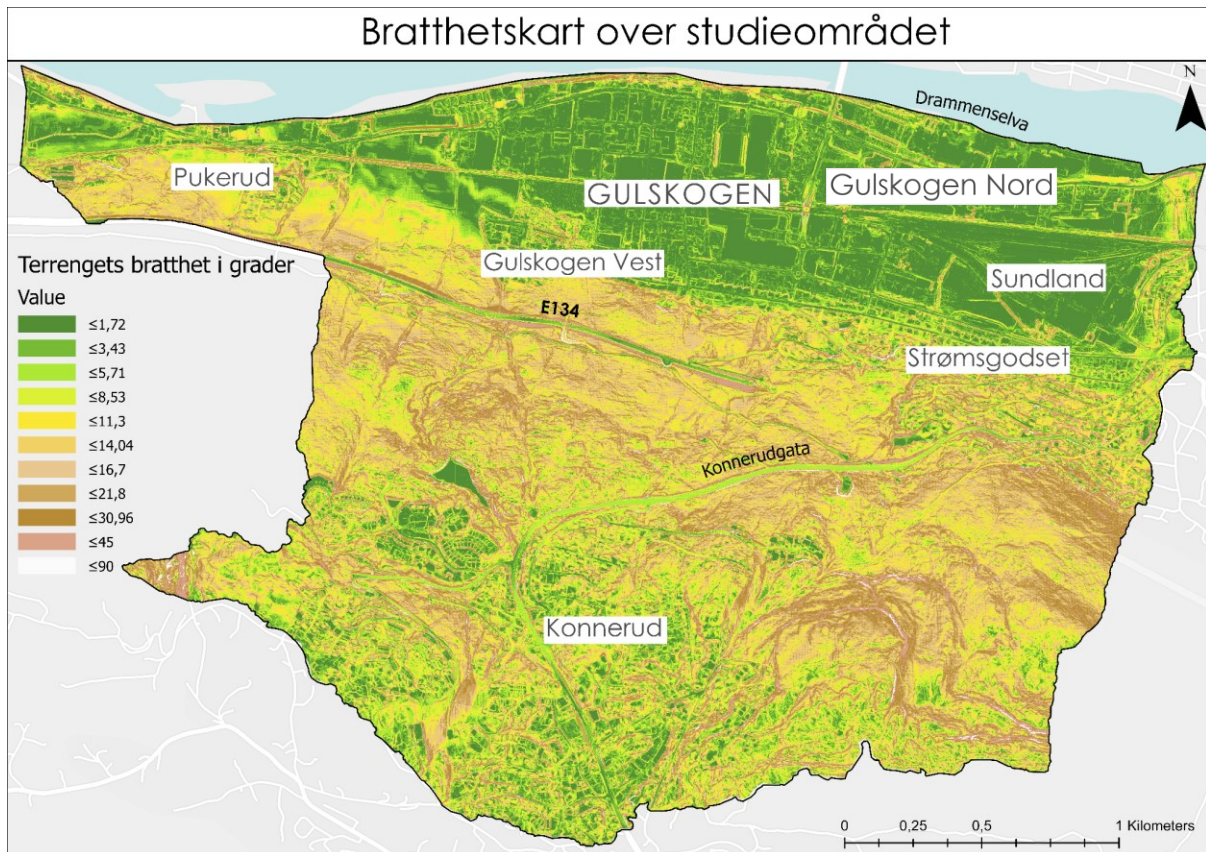 Bratthetskart over studieområdet
N
Drammenselva
Pukerud
GULSKOGEN
Gulskogen Nord
Gulskogen Vest
Sundland
E134
Strømsgodset
Konnerudgata
Konnerud
Terrengets bratthet i grader
Value
≤1,72
≤3,43
≤5,71
≤8,53
≤11,3
≤14,04
≤16,7
≤21,8
≤30,96
≤45
≤90
0 0,25 0,5 1 Kilometers